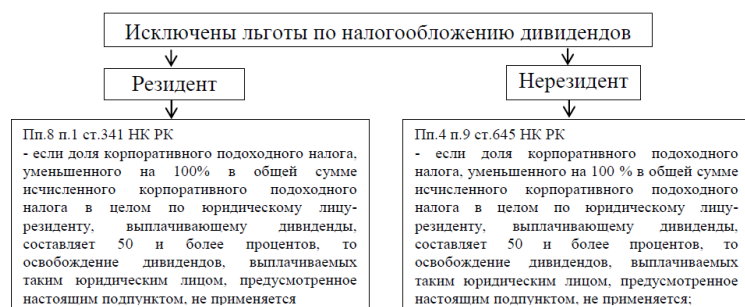 Исключены льготы по налогообложению дивидендов
Резидент
Нерезидент
Пп.8 п.1 ст.341 НК РК
- если доля корпоративного подоходного налога,
уменьшенного на 100% в общей сумме
исчисленного корпоративного подоходного
налога в целом по юридическому лицу-
резиденту, выплачивающему дивиденды,
составляет 50 и более процентов, то
освобождение дивидендов, выплачиваемых
таким юридическим лицом, предусмотренное
настоящим подпунктом, не применяется
Пп.4 п.9 ст.645 НК РК
- если доля корпоративного подоходного
налога, уменьшенного на 100 % в общей сумме
исчисленного корпоративного подоходного
налога в целом по юридическому лицу-
резиденту, выплачивающему дивиденды,
составляет 50 и более процентов, то
освобождение дивидендов, выплачиваемых
таким юридическим лицом, предусмотренное
настоящим подпунктом, не применяется;